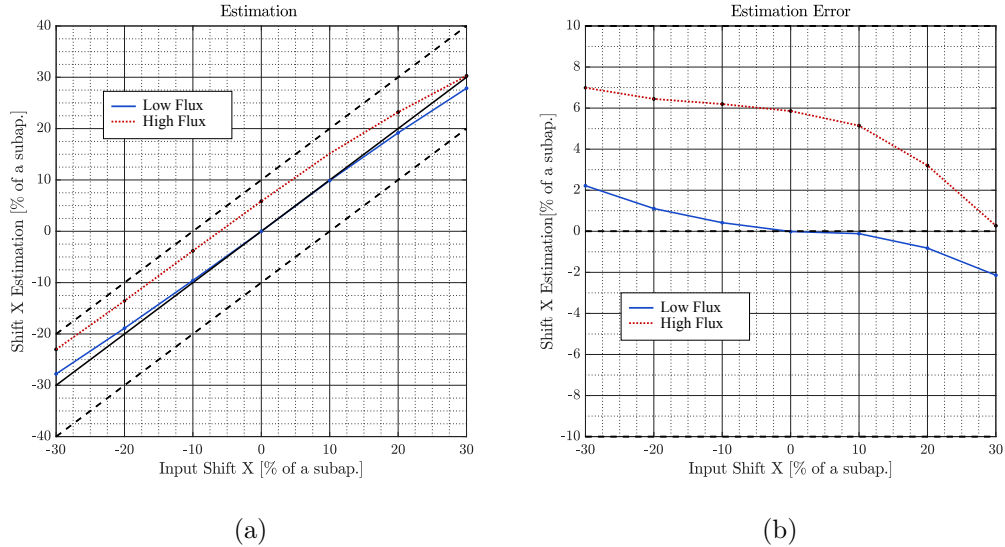 Estimation
40
30
20
10
0
-10
-20
-30
-40
Shift X Estimation [% of a subap.]
Low Flux
High Flux
-30 -20 -10 0 10 20 30
Input Shift X [% of a subap.]
(a)
Estimation Error
10
8
6
4
2
0
-2
-4
-6
-8
-10
Shift X Estimation[% of a subap.]
Low Flux
High Flux
-30 -20 -10 0 10 20 30
Input Shift X [% of a subap.]
(b)